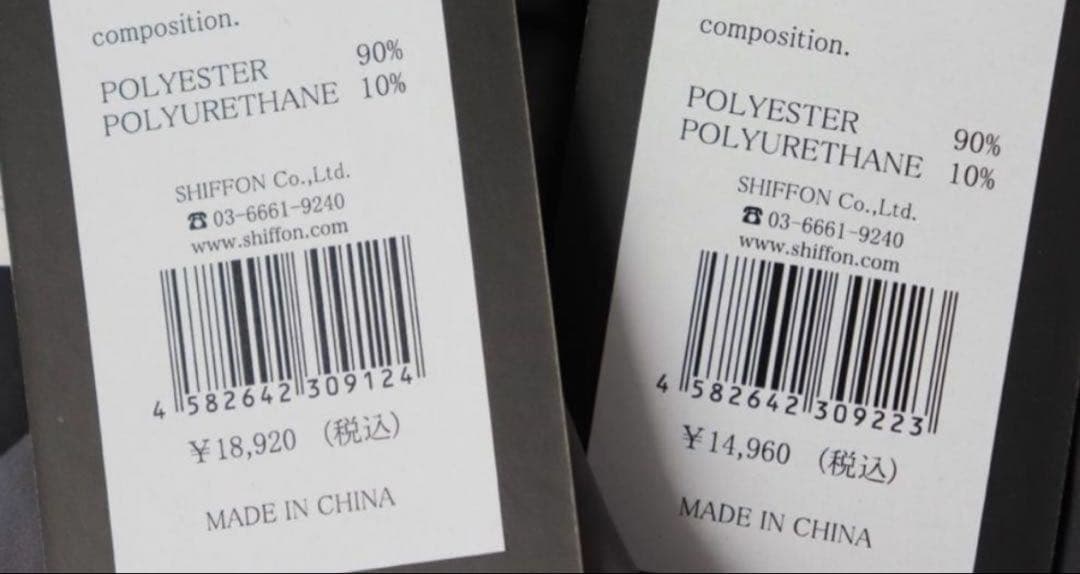 composition.
POLYESTER 90%
POLYURETHANE 10%
SHIFFON Co.,Ltd.
☎03-6661-9240
www.shiffon.com
4 582642 309124
¥18,920 (税込)
MADE IN CHINA
composition.
POLYESTER 90%
POLYURETHANE 10%
SHIFFON Co.,Ltd.
☎03-6661-9240
www.shiffon.com
4 582642 309223
¥14,960 (税込)
MADE IN CHINA